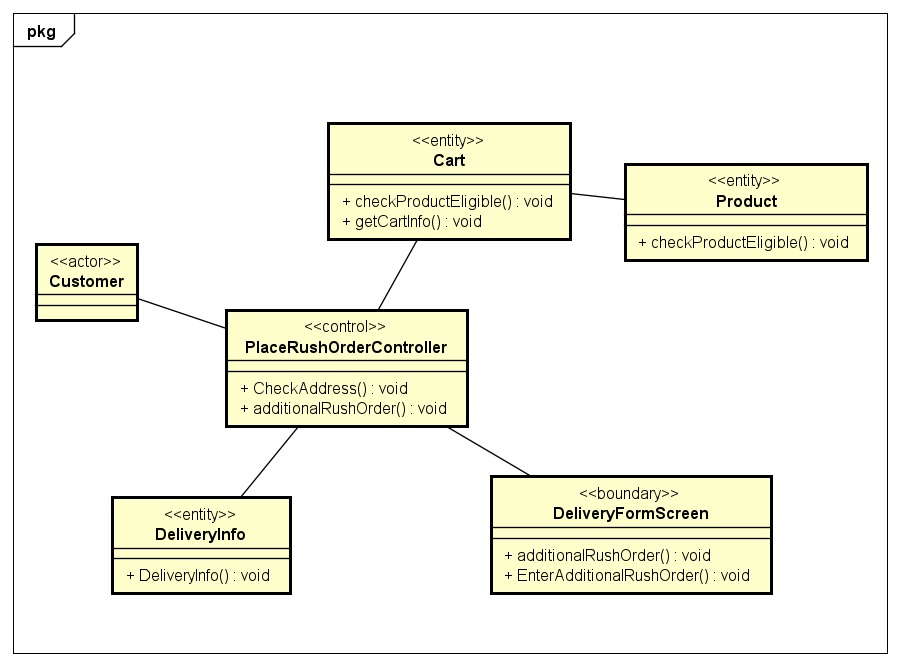 pkg
<<entity>>
Cart
+ checkProductEligible() : void
+ getCartInfo() : void
<<entity>>
Product
+ checkProductEligible() : void
<<actor>>
Customer
<<control>>
PlaceRushOrderController
+ CheckAddress() : void
+ additionalRushOrder() : void
<<entity>>
DeliveryInfo
+ DeliveryInfo() : void
<<boundary>>
DeliveryFormScreen
+ additionalRushOrder() : void
+ EnterAdditionalRushOrder() : void